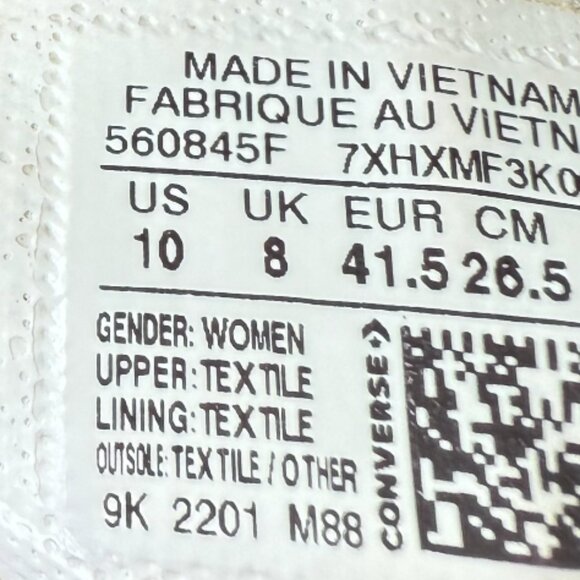 MADE IN VIETNAM
FABRIQUE AU VIETN
560845F 7XHXMF3K0
US UK EUR CM
10 8 41.5 26.5
GENDER: WOMEN
UPPER: TEXTILE
LINING: TEXTILE
OUTSOLE: TEXTILE / OTHER
9K 2201 M88
CONVERSE